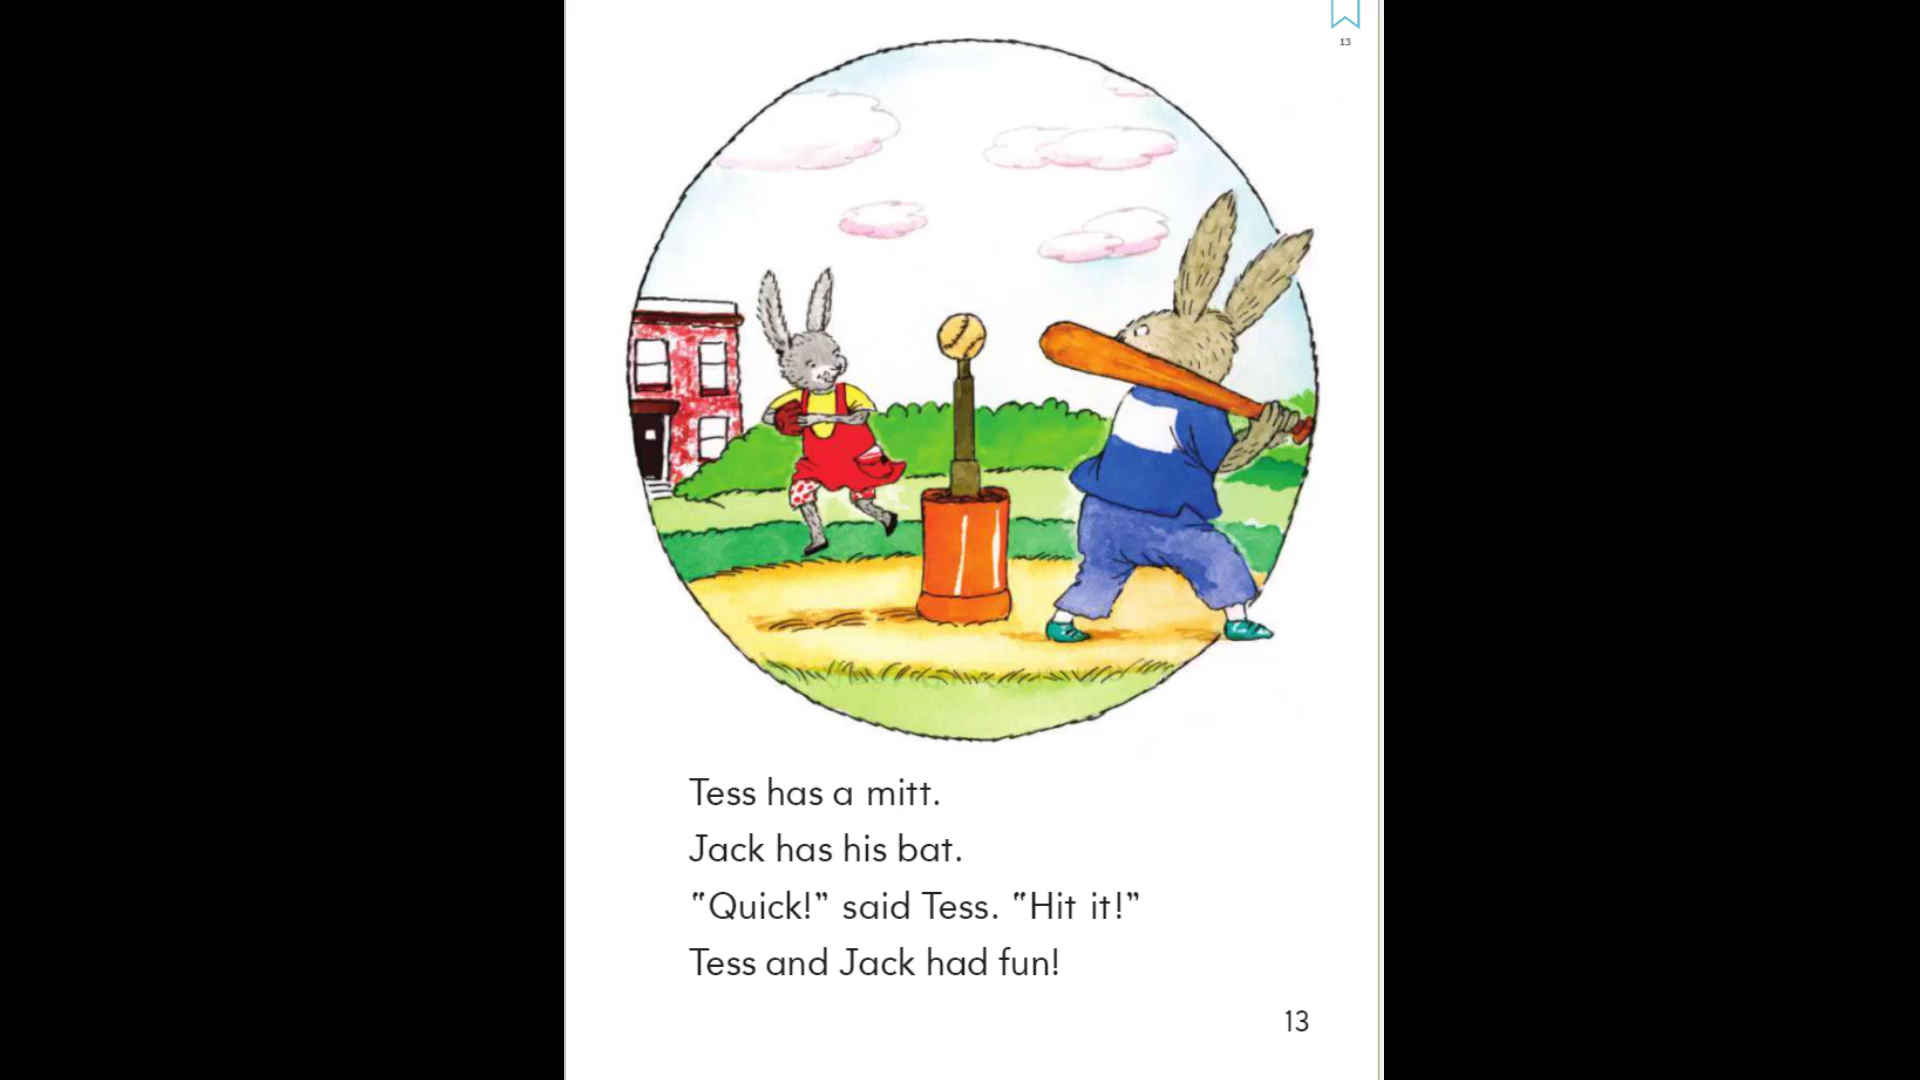 13
Tess has a mitt.
Jack has his bat.
“Quick!” said Tess. “Hit it!”
Tess and Jack had fun!
13